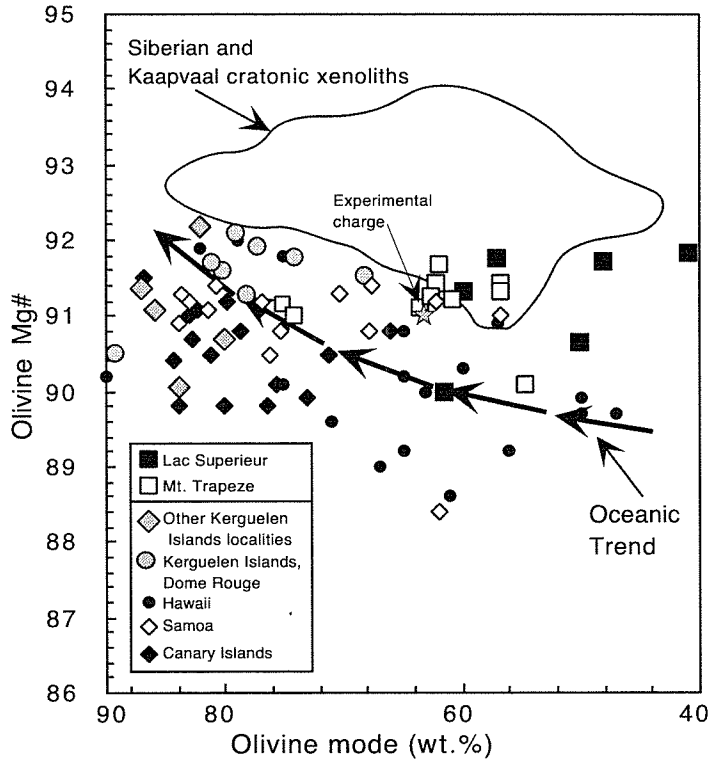 95
94
93
92
91
90
89
88
87
86
Olivine Mg#
Siberian and
Kaapvaal cratonic xenoliths
Experimental
charge
Lac Superieur
Mt. Trapeze
Other Kerguelen
Islands localities
Kerguelen Islands,
Dome Rouge
Hawaii
Samoa
Canary Islands
Oceanic
Trend
90 80 60 40
Olivine mode (wt.%)